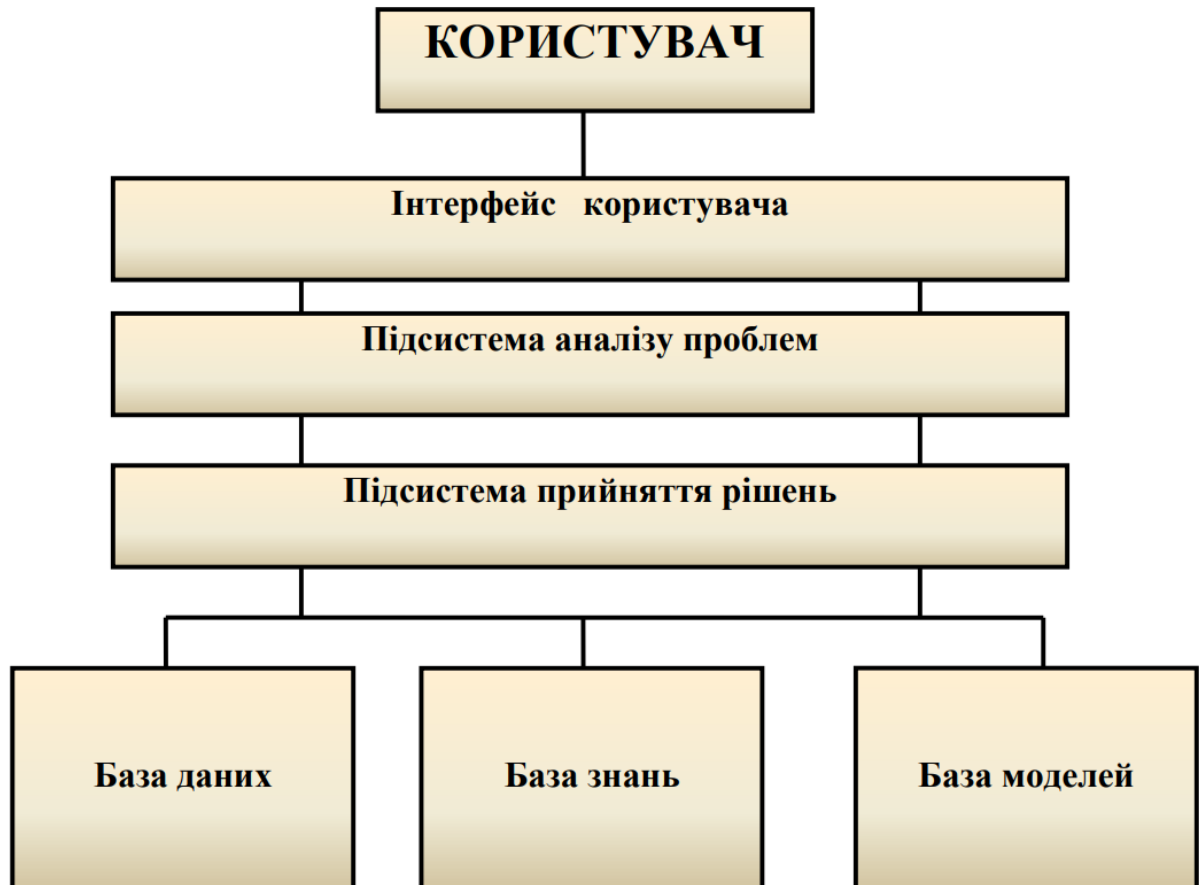 КОРИСТУВАЧ
Інтерфейс користувача
Підсистема аналізу проблем
Підсистема прийняття рішень
База даних
База знань
База моделей